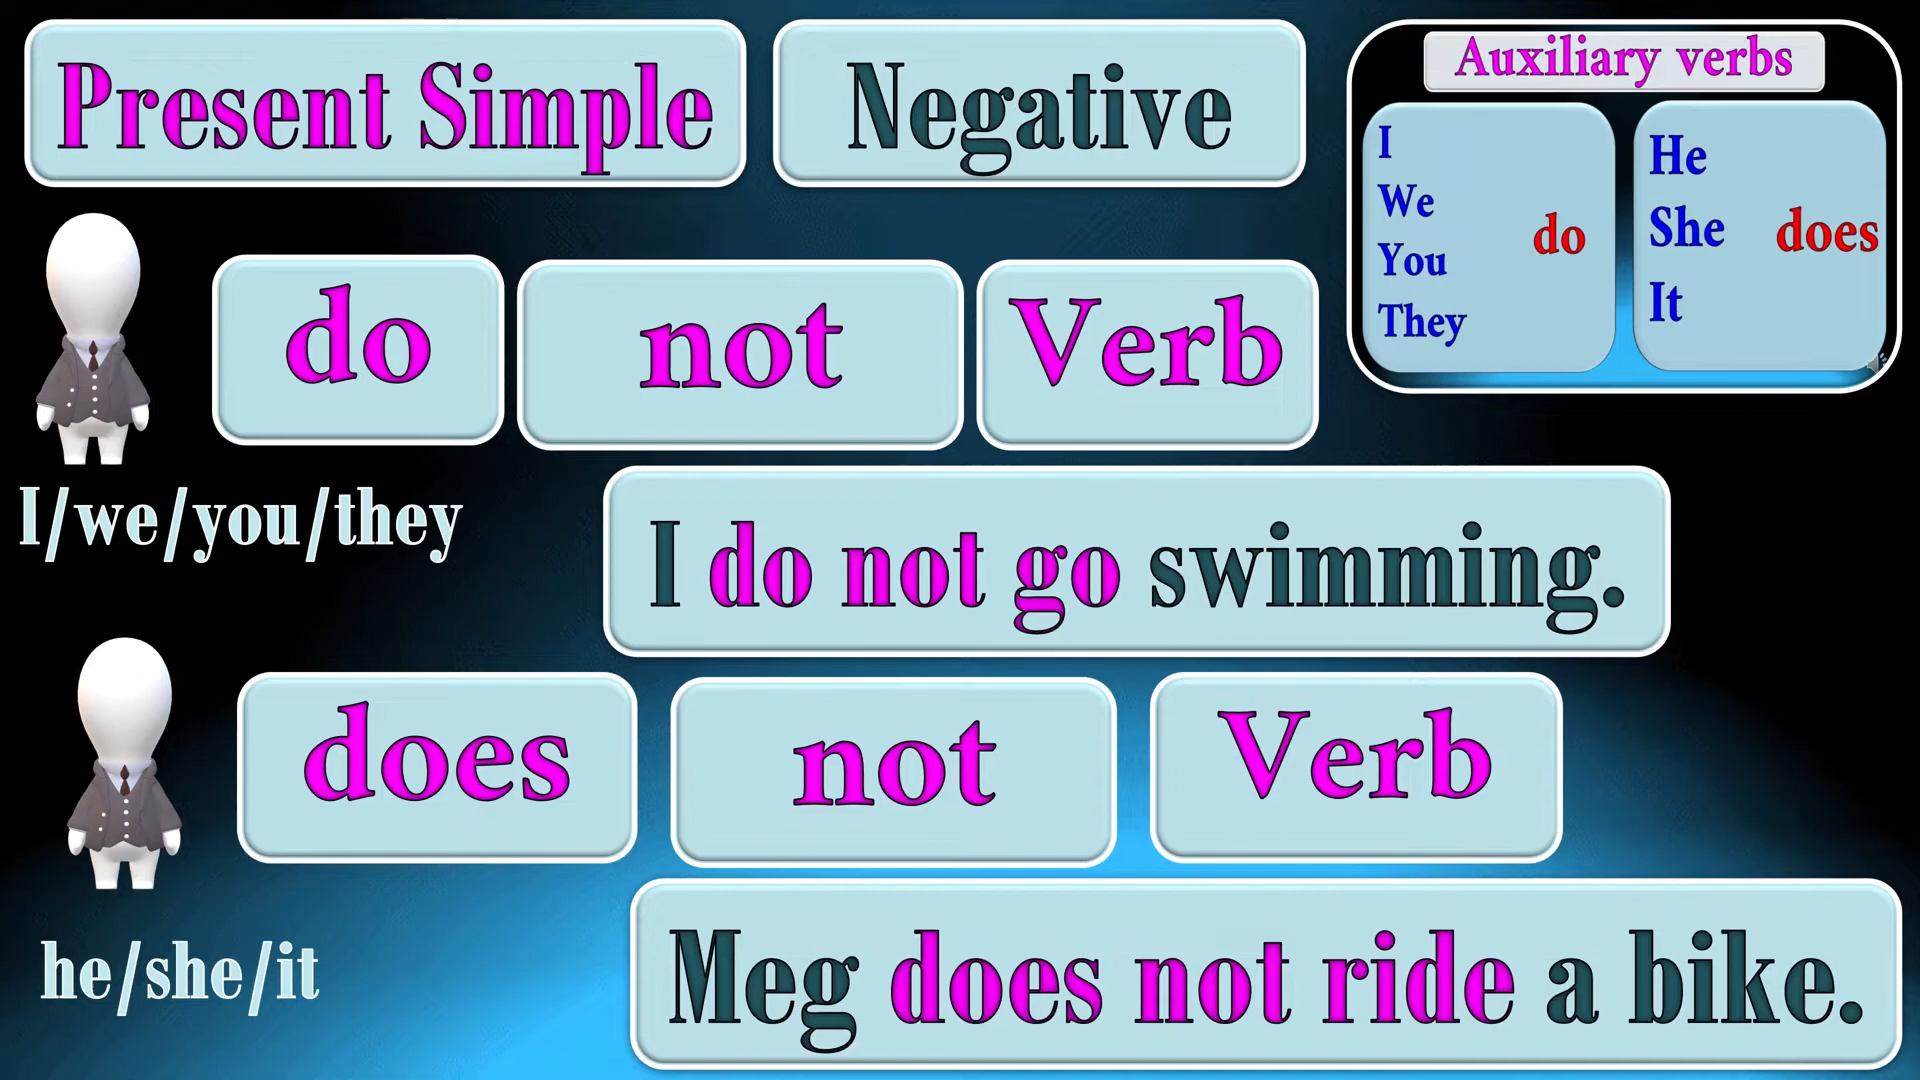 Present Simple
Negative
Auxiliary verbs
I
We
You
They
do
He
She
It
does
do
not
Verb
I/we/you/they
I do not go swimming.
does
not
Verb
he/she/it
Meg does not ride a bike.